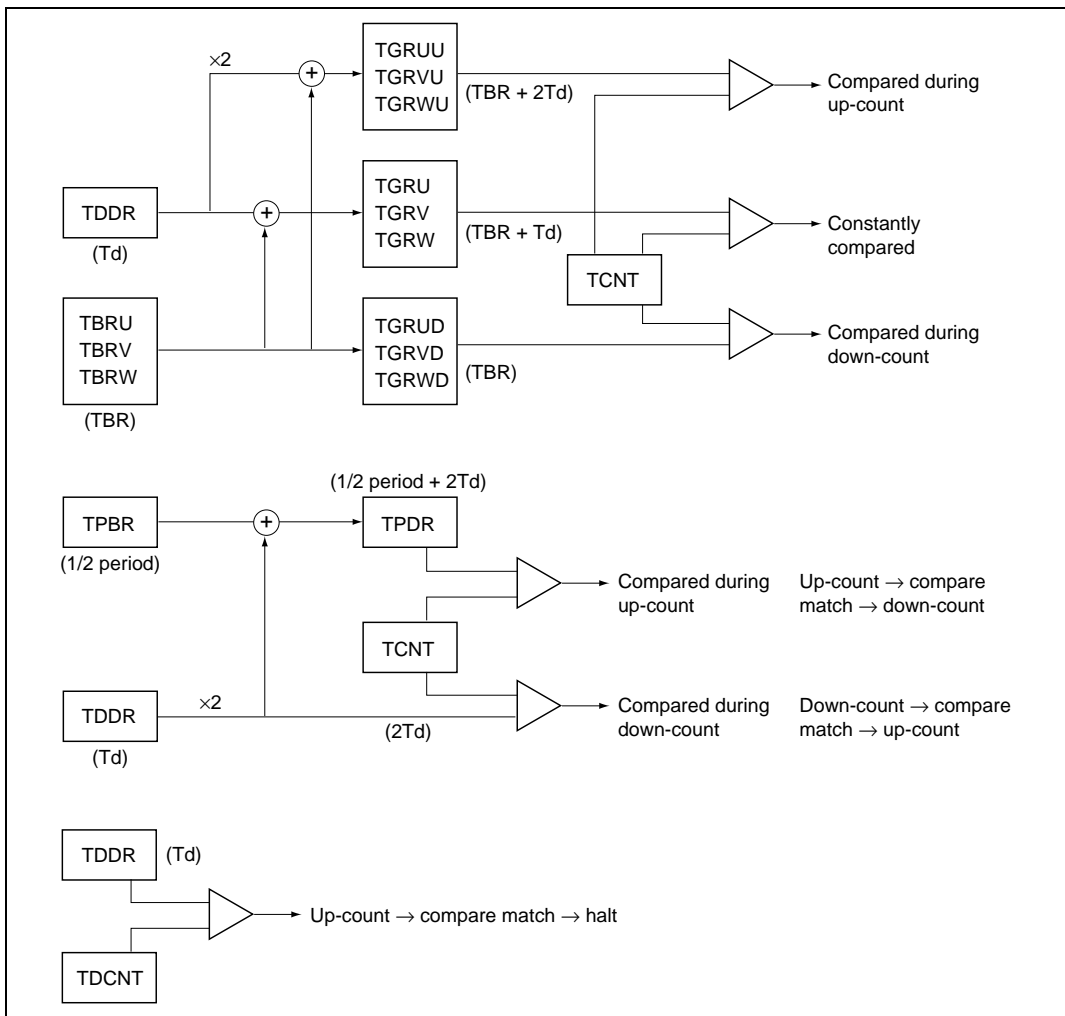 ×2
+
TGRUU
TGRVU
TGRWU
(TBR + 2Td)
Compared during
up-count
TDDR
(Td)
+
TGRU
TGRV
TGRW
(TBR + Td)
Constantly
compared
TCNT
TBRU
TBRV
TBRW
(TBR)
TGRUD
TGRVD
TGRWD
(TBR)
Compared during
down-count
(1/2 period + 2Td)
TPBR
(1/2 period)
+
TPDR
Compared during
up-count
Up-count → compare
match → down-count
TCNT
TDDR
(Td)
×2
(2Td)
Compared during
down-count
Down-count → compare
match → up-count
TDDR
(Td)
Up-count → compare match → halt
TDCNT